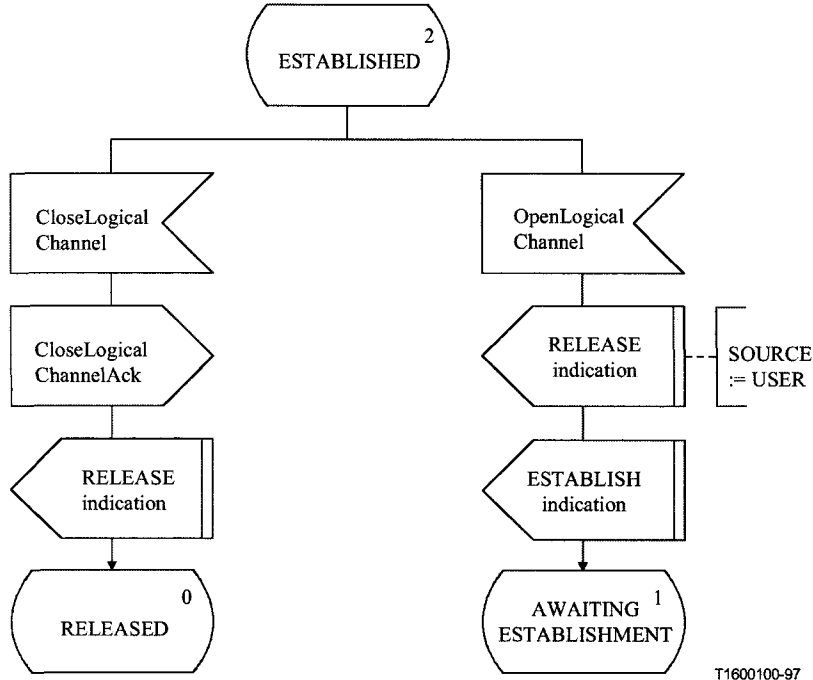 2
ESTABLISHED
CloseLogical
Channel
CloseLogical
ChannelAck
RELEASE
indication
0
RELEASED
OpenLogical
Channel
RELEASE
indication
SOURCE
:= USER
ESTABLISH
indication
1
AWAITING
ESTABLISHMENT
T1600100-97